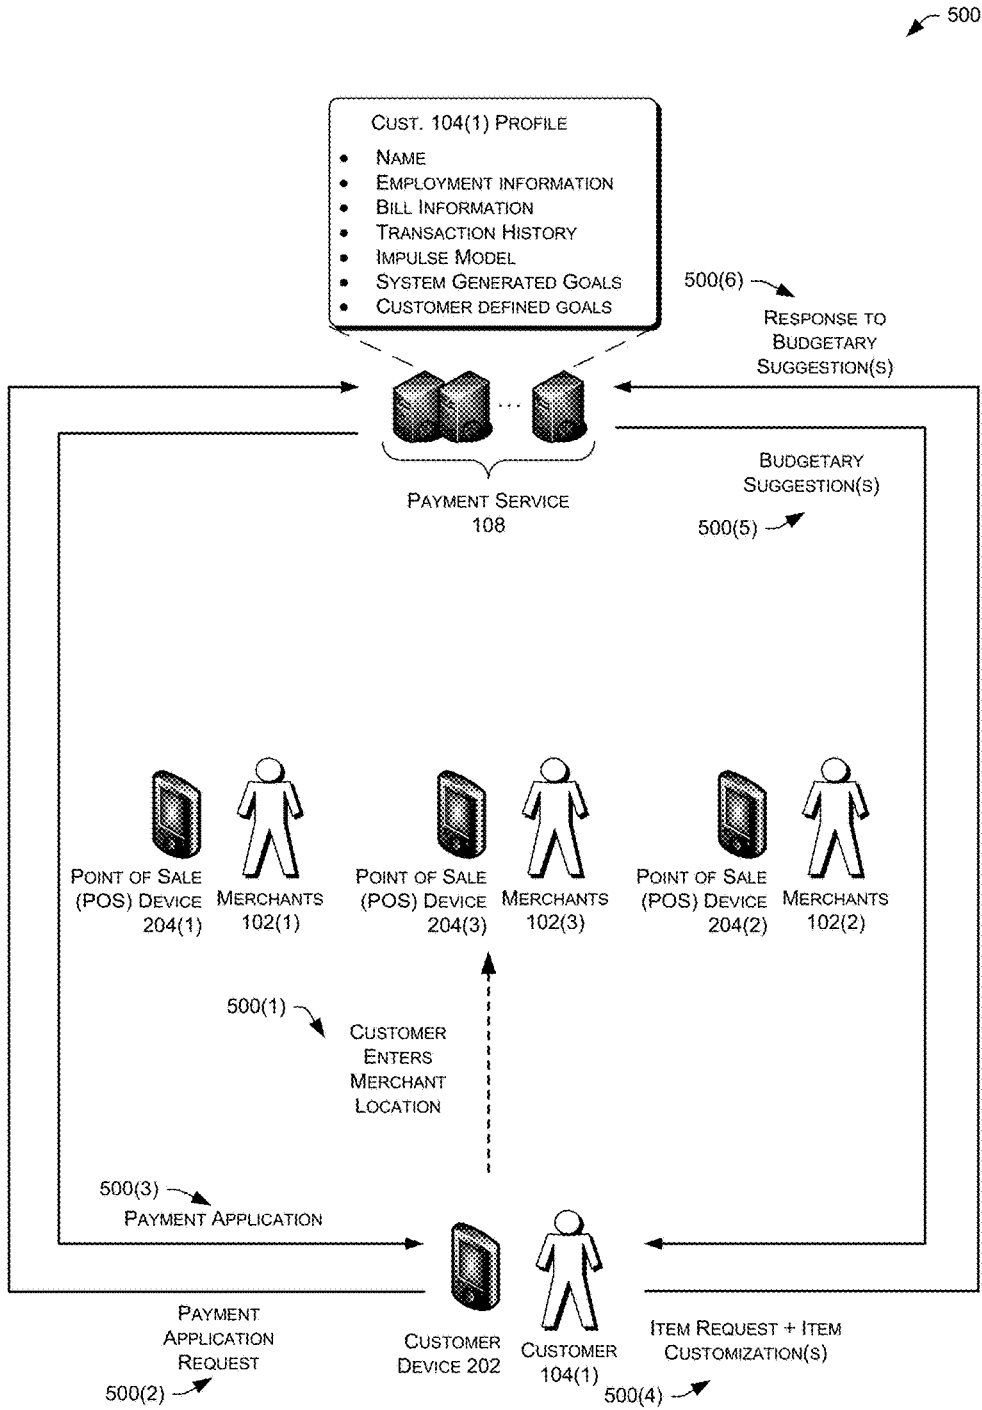 500
CUST. 104(1) PROFILE
• NAME
• EMPLOYMENT INFORMATION
• BILL INFORMATION
• TRANSACTION HISTORY
• IMPULSE MODEL
• SYSTEM GENERATED GOALS
• CUSTOMER DEFINED GOALS
500(6)
RESPONSE TO
BUDGETARY
SUGGESTION(S)
...
PAYMENT SERVICE
108
BUDGETARY
SUGGESTION(S)
500(5)
POINT OF SALE
(POS) DEVICE
204(1)
MERCHANTS
102(1)
POINT OF SALE
(POS) DEVICE
204(3)
MERCHANTS
102(3)
POINT OF SALE
(POS) DEVICE
204(2)
MERCHANTS
102(2)
500(1)
CUSTOMER
ENTERS
MERCHANT
LOCATION
500(3)
PAYMENT APPLICATION
PAYMENT
APPLICATION
REQUEST
500(2)
CUSTOMER
DEVICE 202
CUSTOMER
104(1)
ITEM REQUEST + ITEM
CUSTOMIZATION(S)
500(4)